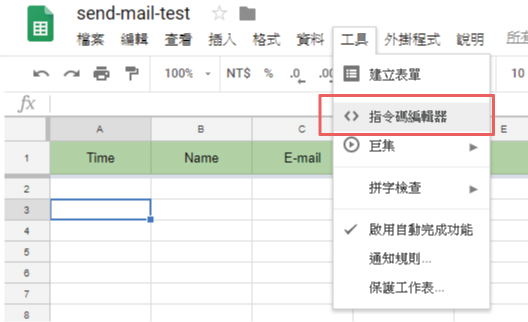 send-mail-test
檔案 編輯 查看 插入 格式 資料 工具 外掛程式 說明
100% NT$ % .0 .00 10
建立表單
fx
指令碼編輯器
A B C E
巨集
1 Time Name E-mail
2
拼字檢查
3
4 啟用自動完成功能
5 通知規則...
6
7 保護工作表...
8